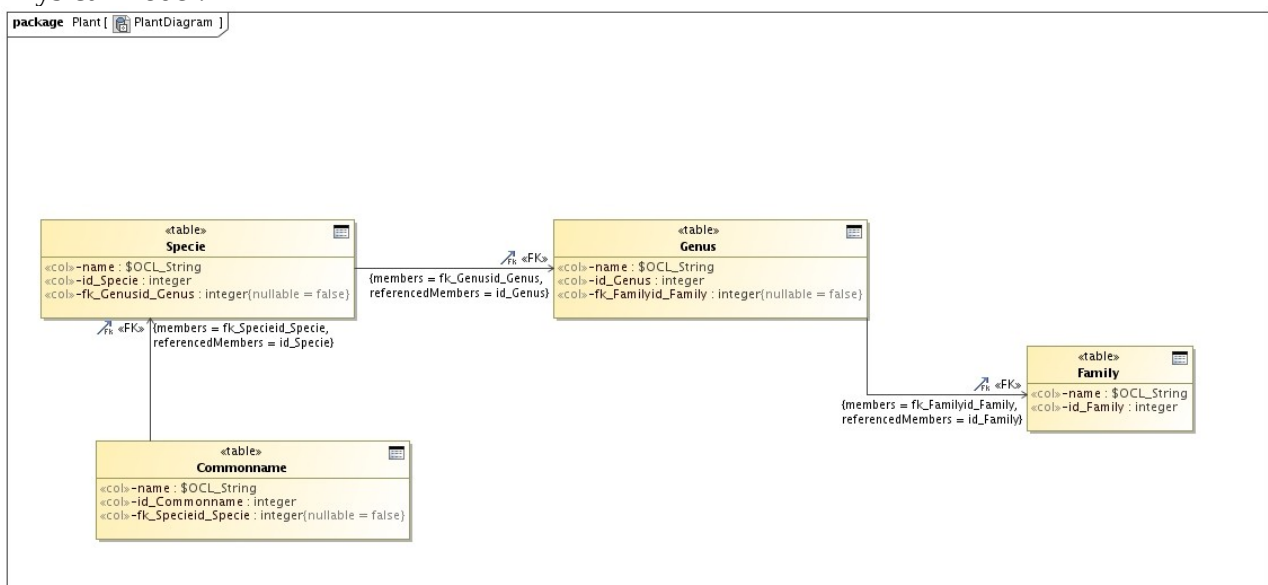 package Plant [ PlantDiagram ]
«table»
Specie
«col»-name : $OCL_String
«col»-id_Specie : integer
«col»-fk_Genusid_Genus : integer{nullable = false}
Fk «FK»
{members = fk_Genusid_Genus,
referencedMembers = id_Genus}
«table»
Genus
«col»-name : $OCL_String
«col»-id_Genus : integer
«col»-fk_Familyid_Family : integer{nullable = false}
Fk «FK» {members = fk_Specieid_Specie,
referencedMembers = id_Specie}
Fk «FK»
{members = fk_Familyid_Family,
referencedMembers = id_Family}
«table»
Family
«col»-name : $OCL_String
«col»-id_Family : integer
«table»
Commonname
«col»-name : $OCL_String
«col»-id_Commonname : integer
«col»-fk_Specieid_Specie : integer{nullable = false}